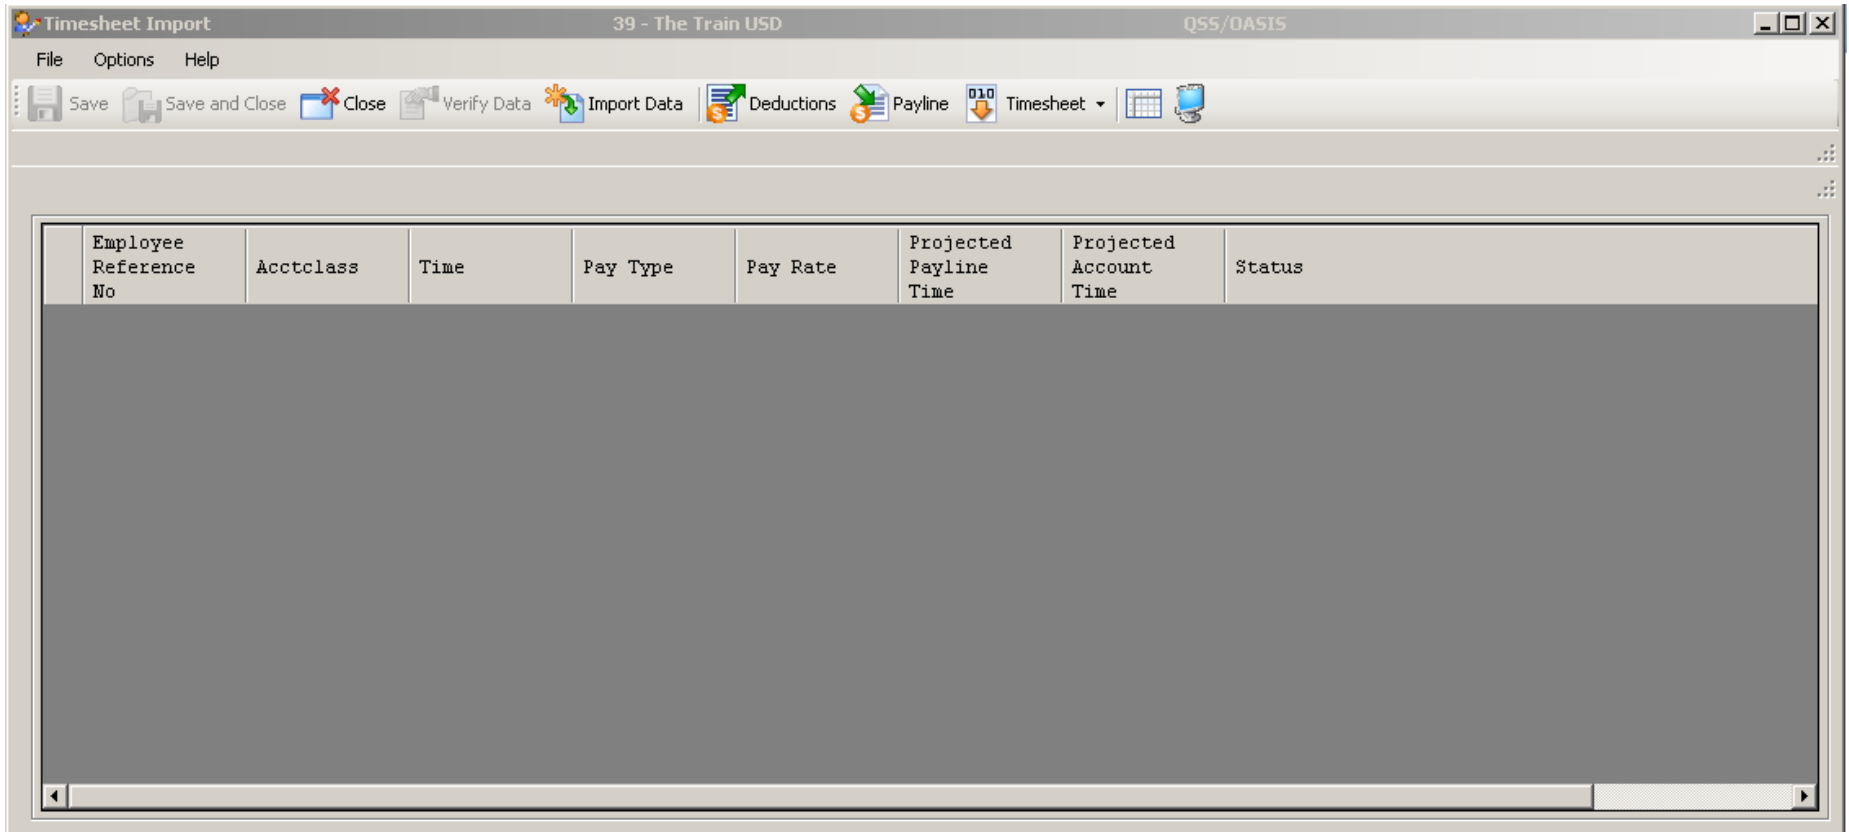 Timesheet Import 39 - The Train USD QSS/OASIS
File Options Help
Save Save and Close Close Verify Data Import Data Deductions Payline 010 Timesheet
Employee Reference No Acctclass Time Pay Type Pay Rate Projected Payline Time Projected Account Time Status